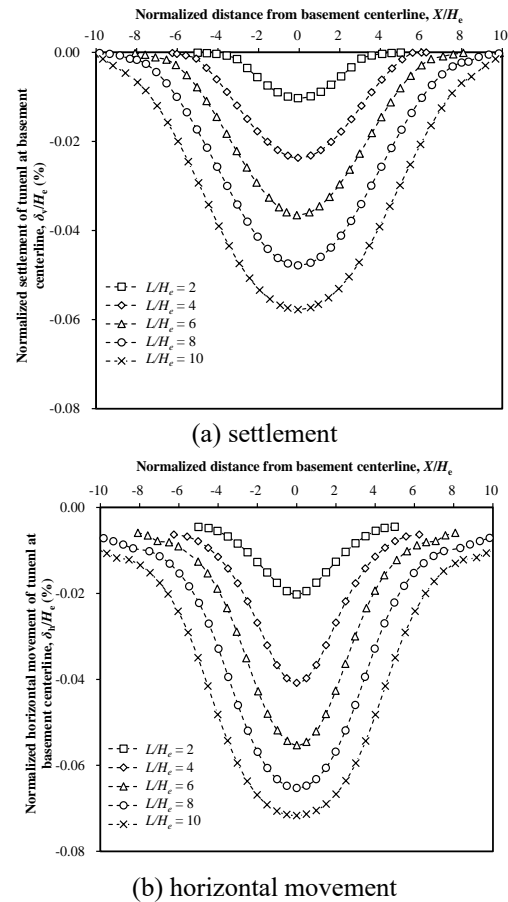 Normalized distance from basement centerline, X/He
-10 -8 -6 -4 -2 0 2 4 6 8 10
0.00
-0.02
-0.04
-0.06
-0.08
Normalized settlement of tunenl at basement
centerline, δv/He (%)
L/He = 2
L/He = 4
L/He = 6
L/He = 8
L/He = 10
(a) settlement
Normalized distance from basement centerline, X/He
-10 -8 -6 -4 -2 0 2 4 6 8 10
0.00
-0.02
-0.04
-0.06
-0.08
Normalized horizontal movement of tunenl at
basement centerline, δh/He (%)
L/He = 2
L/He = 4
L/He = 6
L/He = 8
L/He = 10
(b) horizontal movement